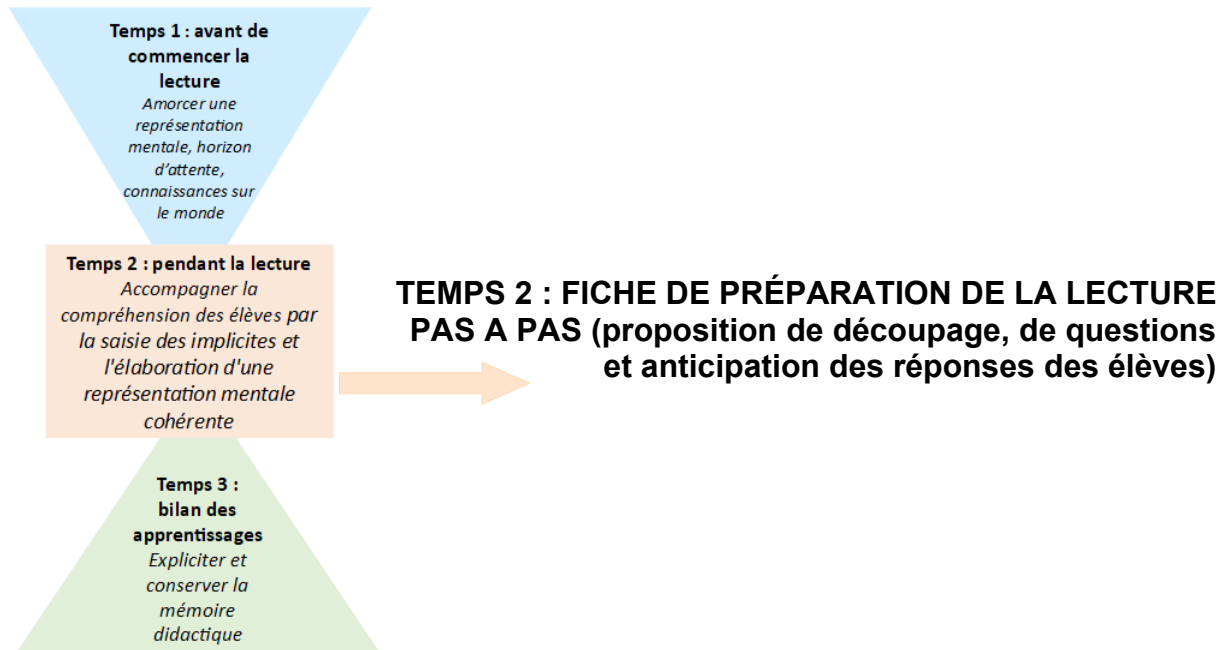 Temps 1 : avant de
commencer la
lecture
Amorcer une
représentation
mentale, horizon
d'attente,
connaissances sur
le monde
Temps 2 : pendant la lecture
Accompagner la
compréhension des élèves par
la saisie des implicites et
l'élaboration d'une
représentation mentale
cohérente
TEMPS 2 : FICHE DE PRÉPARATION DE LA LECTURE
PAS A PAS (proposition de découpage, de questions
et anticipation des réponses des élèves)
Temps 3 :
bilan des
apprentissages
Expliciter et
conserver la
mémoire
didactique